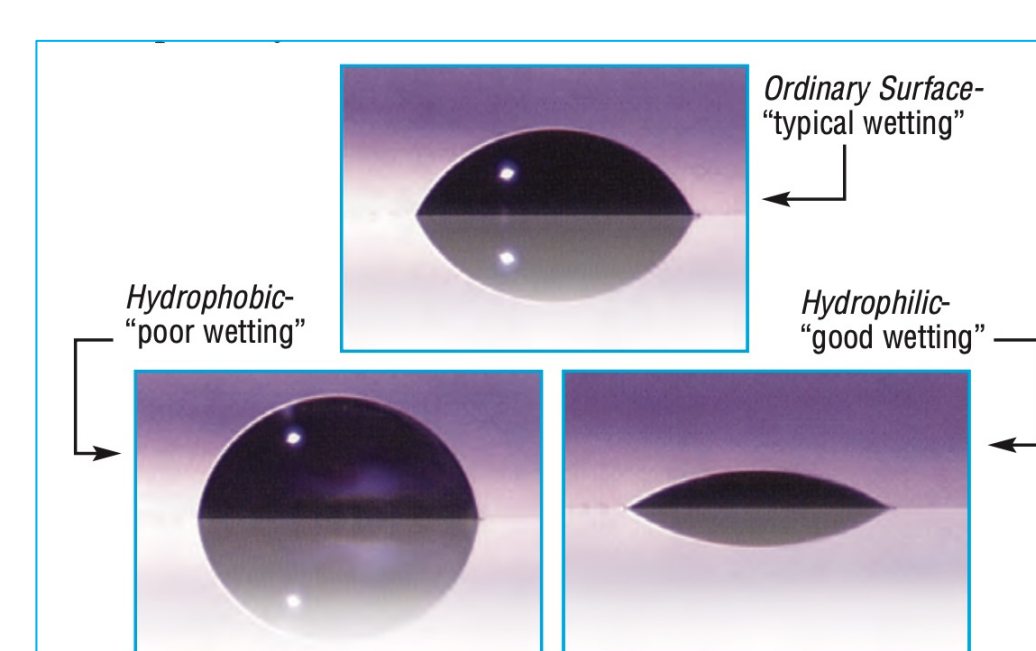 Ordinary Surface-
“typical wetting”
Hydrophobic-
“poor wetting”
Hydrophilic-
“good wetting”